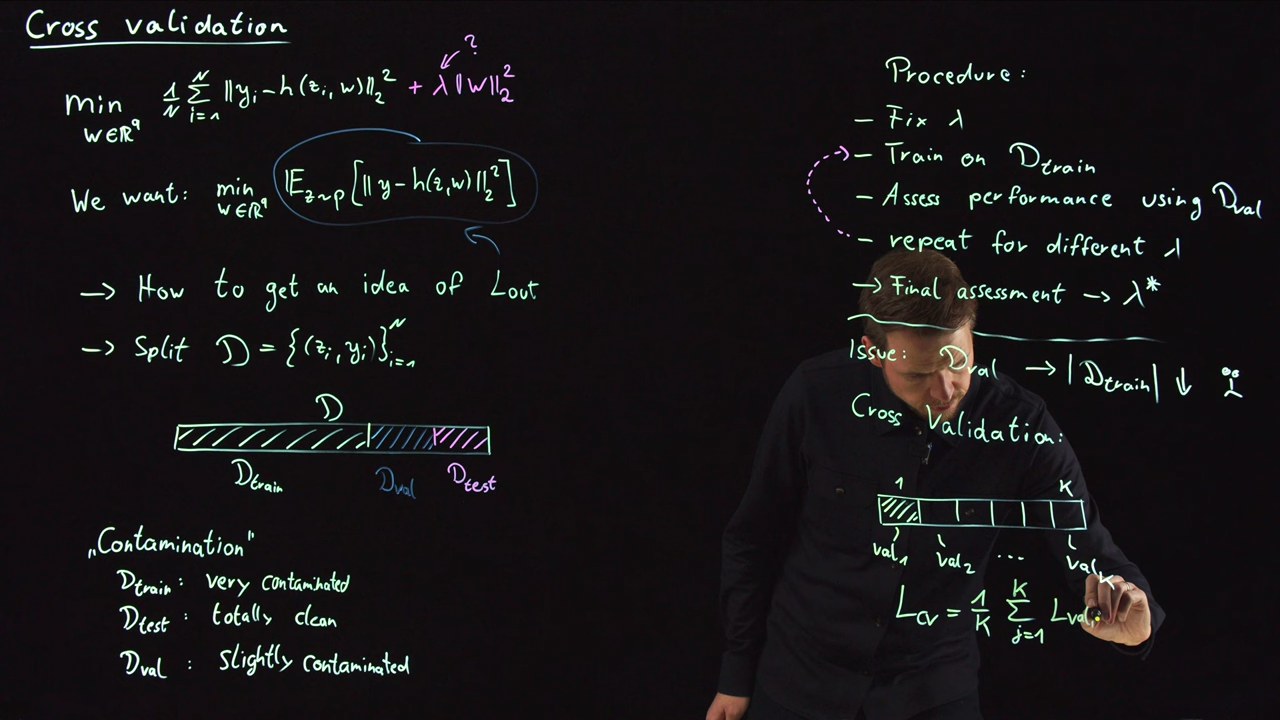 Cross validation
?
min w∈ℝ^q 1/N ∑_{i=1}^{N} ‖y_i − h(z_i, w)‖_2^2 + λ‖w‖_2^2
We want: min w∈ℝ^q 𝔼_{z∼p}[‖y − h(z,w)‖_2^2]
→ How to get an idea of L_out
→ Split D = {(z_i, y_i)}_{i=1}^{N}
D
D_train D_val D_test
„Contamination"
D_train : very contaminated
D_test : totally clean
D_val : slightly contaminated
Procedure:
– Fix λ
– Train on D_train
– Assess performance using D_val
– repeat for different λ
→ Final assessment → λ*
Issue: D_val → |D_train| ↓
Cross Validation:
1 K
val_1 val_2 ... val_K
L_CV = 1/K ∑_{j=1}^{K} L_val